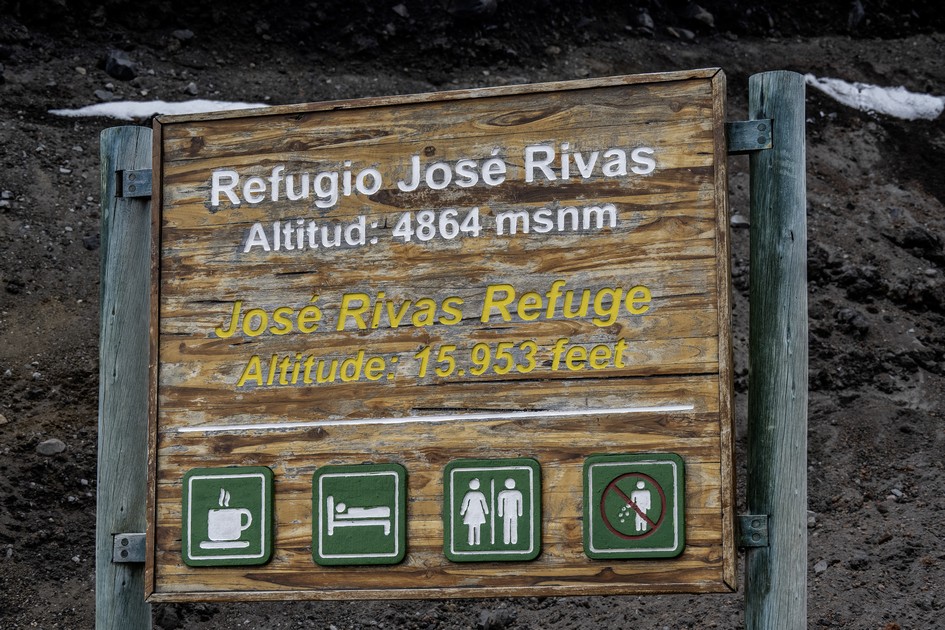 Refugio José Rivas
Altitud: 4864 msnm
José Rivas Refuge
Altitude: 15.953 feet